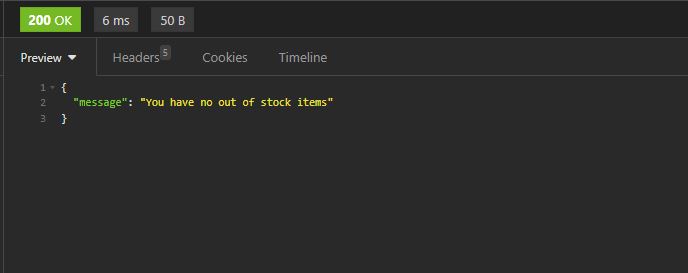 200 OK 6 ms 50 B
Preview Headers 5 Cookies Timeline
1 {
2 "message": "You have no out of stock items"
3 }